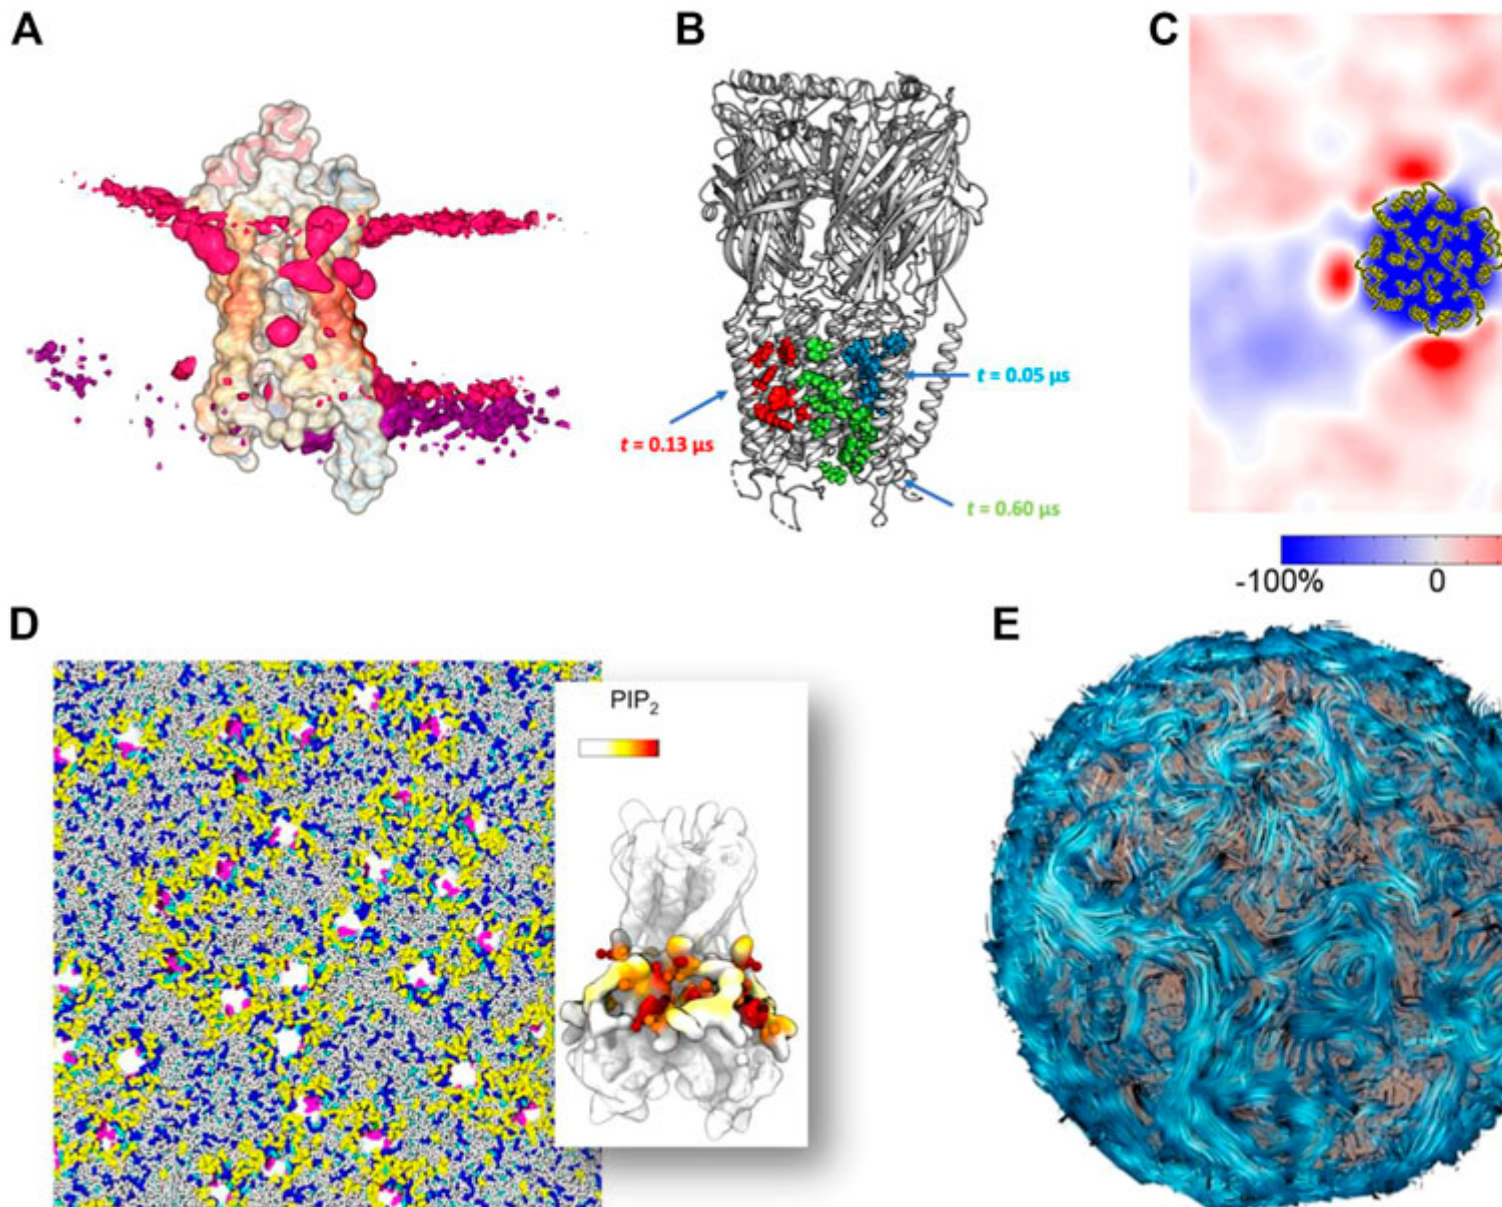 A
B
C
t = 0.05 µs
t = 0.13 µs
t = 0.60 µs
-100%
0
D
E
PIP₂